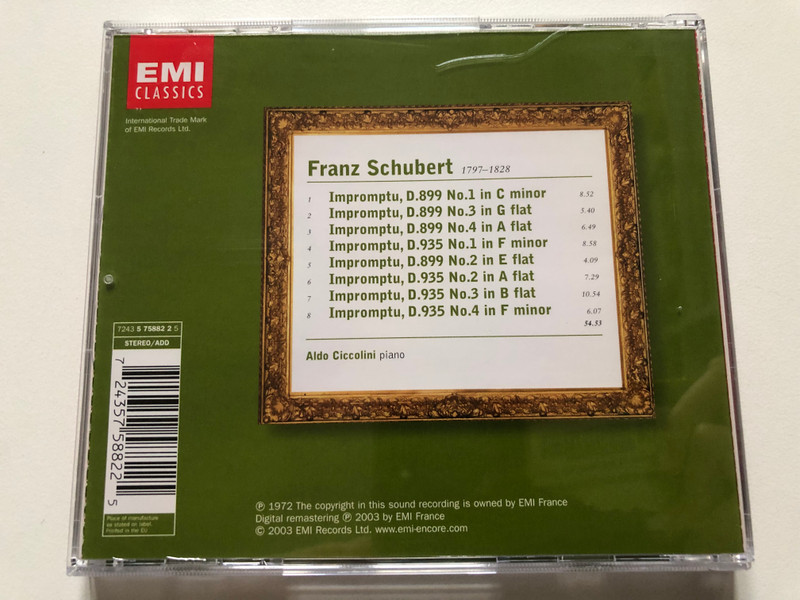 EMI
CLASSICS
International Trade Mark
of EMI Records Ltd.
Franz Schubert 1797–1828
1 Impromptu, D.899 No.1 in C minor 8.52
2 Impromptu, D.899 No.3 in G flat 5.40
3 Impromptu, D.899 No.4 in A flat 6.49
4 Impromptu, D.935 No.1 in F minor 8.58
5 Impromptu, D.899 No.2 in E flat 4.09
6 Impromptu, D.935 No.2 in A flat 7.29
7 Impromptu, D.935 No.3 in B flat 10.54
8 Impromptu, D.935 No.4 in F minor 6.07
54.53
Aldo Ciccolini piano
7243 5 75882 2 5
STEREO/ADD
7 24357 58822 5
Place of manufacture
as stated on label.
Printed in the EU
℗ 1972 The copyright in this sound recording is owned by EMI France
Digital remastering ℗ 2003 by EMI France
© 2003 EMI Records Ltd. www.emi-encore.com